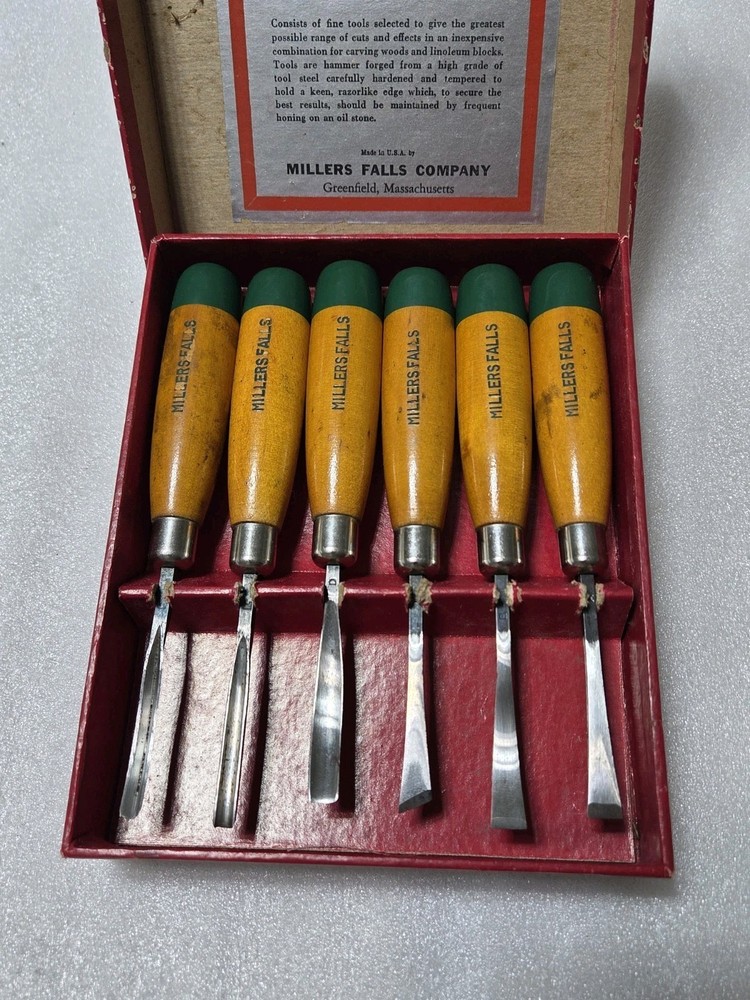 Consists of fine tools selected to give the greatest
possible range of cuts and effects in an inexpensive
combination for carving woods and linoleum blocks.
Tools are hammer forged from a high grade of
tool steel carefully hardened and tempered to
hold a keen, razorlike edge which, to secure the
best results, should be maintained by frequent
honing on an oil stone.
Made in U.S.A. by
MILLERS FALLS COMPANY
Greenfield, Massachusetts
MILLERS FALLS
MILLERS FALLS
MILLERS FALLS
MILLERS FALLS
MILLERS FALLS
MILLERS FALLS
D